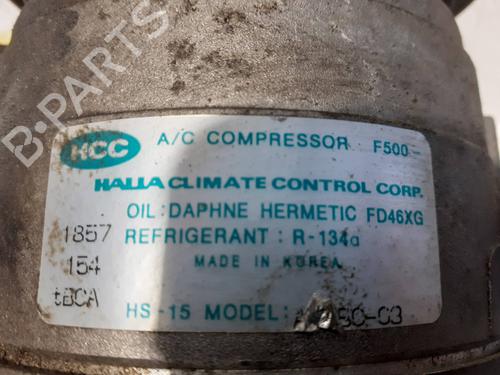 B-PARTS
HCC A/C COMPRESSOR F500-
HALLA CLIMATE CONTROL CORP.
OIL:DAPHNE HERMETIC FD46XG
1857 REFRIGERANT : R-134a
154 MADE IN KOREA
tBCA HS-15 MODEL: